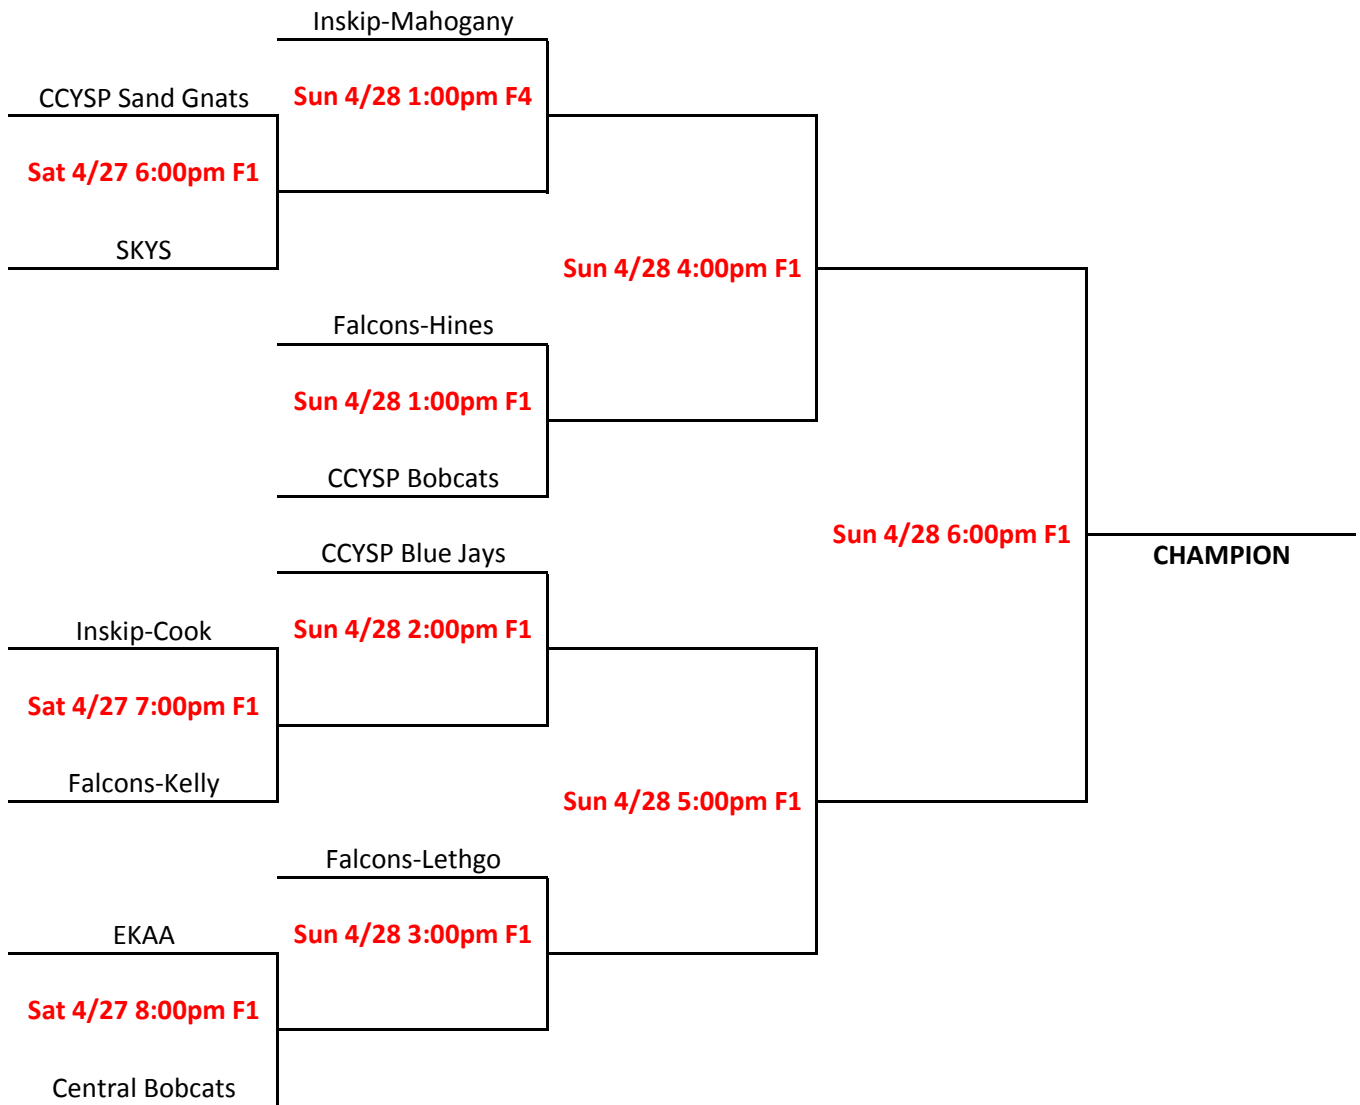 Inskip-Mahogany
CCYSP Sand Gnats
Sun 4/28 1:00pm F4
Sat 4/27 6:00pm F1
SKYS
Sun 4/28 4:00pm F1
Falcons-Hines
Sun 4/28 1:00pm F1
CCYSP Bobcats
Sun 4/28 6:00pm F1
CHAMPION
CCYSP Blue Jays
Inskip-Cook
Sun 4/28 2:00pm F1
Sat 4/27 7:00pm F1
Falcons-Kelly
Sun 4/28 5:00pm F1
Falcons-Lethgo
EKAA
Sun 4/28 3:00pm F1
Sat 4/27 8:00pm F1
Central Bobcats